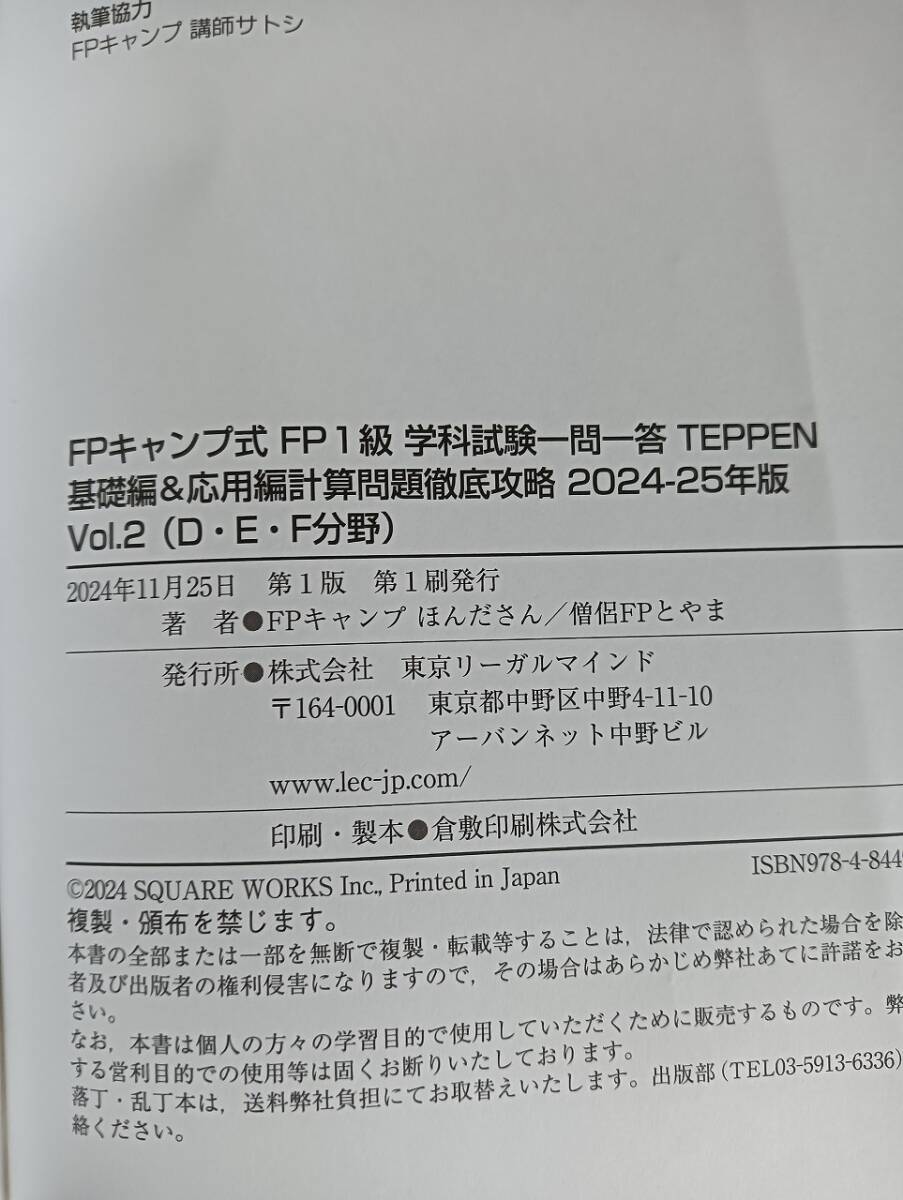 執筆協力
FPキャンプ 講師サトシ
FPキャンプ式 FP1級 学科試験一問一答 TEPPEN
基礎編&応用編計算問題徹底攻略 2024-25年版
Vol.2（D・E・F分野）
2024年11月25日 第1版 第1刷発行
著 者●FPキャンプ ほんださん／僧侶FPとやま
発行所●株式会社 東京リーガルマインド
〒164-0001 東京都中野区中野4-11-10
アーバンネット中野ビル
www.lec-jp.com/
印刷・製本●倉敷印刷株式会社
©2024 SQUARE WORKS Inc., Printed in Japan
ISBN978-4-844
複製・頒布を禁じます。
本書の全部または一部を無断で複製・転載等することは，法律で認められた場合を除
者及び出版者の権利侵害になりますので，その場合はあらかじめ弊社あてに許諾をお
さい。
なお，本書は個人の方々の学習目的で使用していただくために販売するものです。弊
する営利目的での使用等は固くお断りいたしております。
落丁・乱丁本は，送料弊社負担にてお取替えいたします。出版部（TEL03-5913-6336）
絡ください。